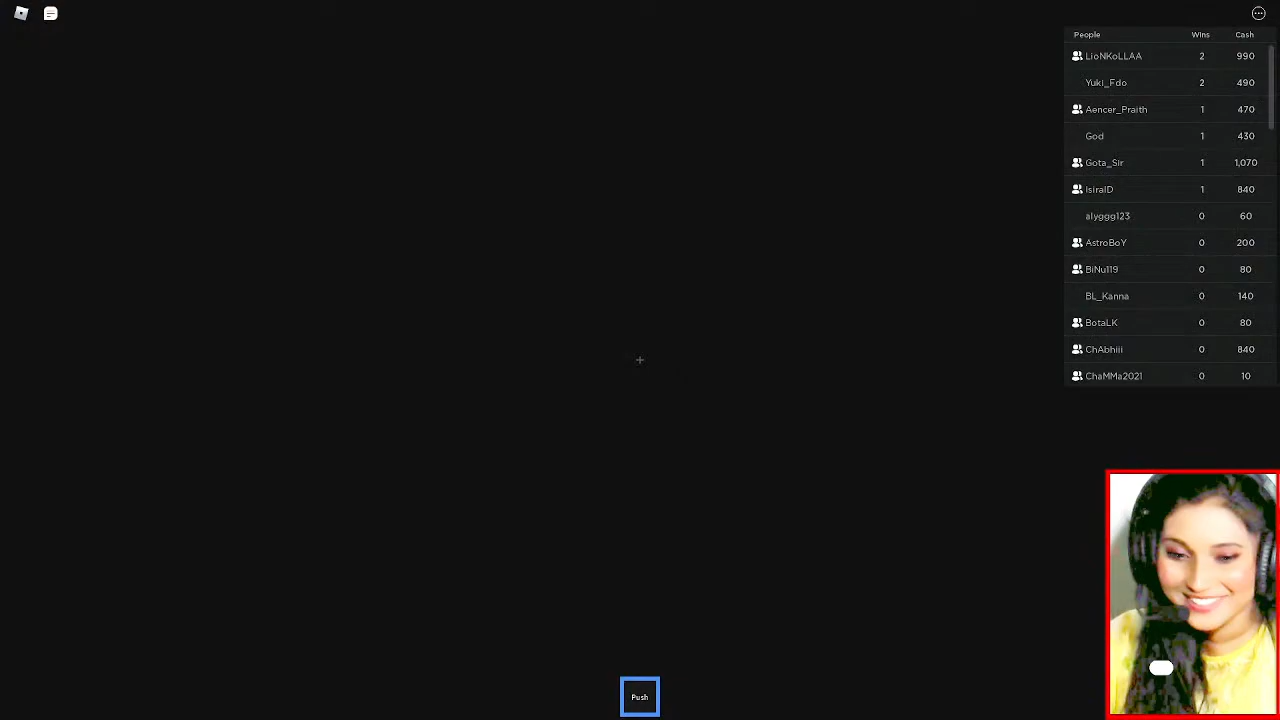 People Wins Cash
LioNKoLLAA 2 990
Yuki_Fdo 2 490
Aencer_Praith 1 470
God 1 430
Gota_Sir 1 1,070
IsiraID 1 840
alyggg123 0 60
AstroBoY 0 200
BiNu119 0 80
BL_Kanna 0 140
BotaLK 0 80
ChAbhiii 0 840
ChaMMa2021 0 10
Push